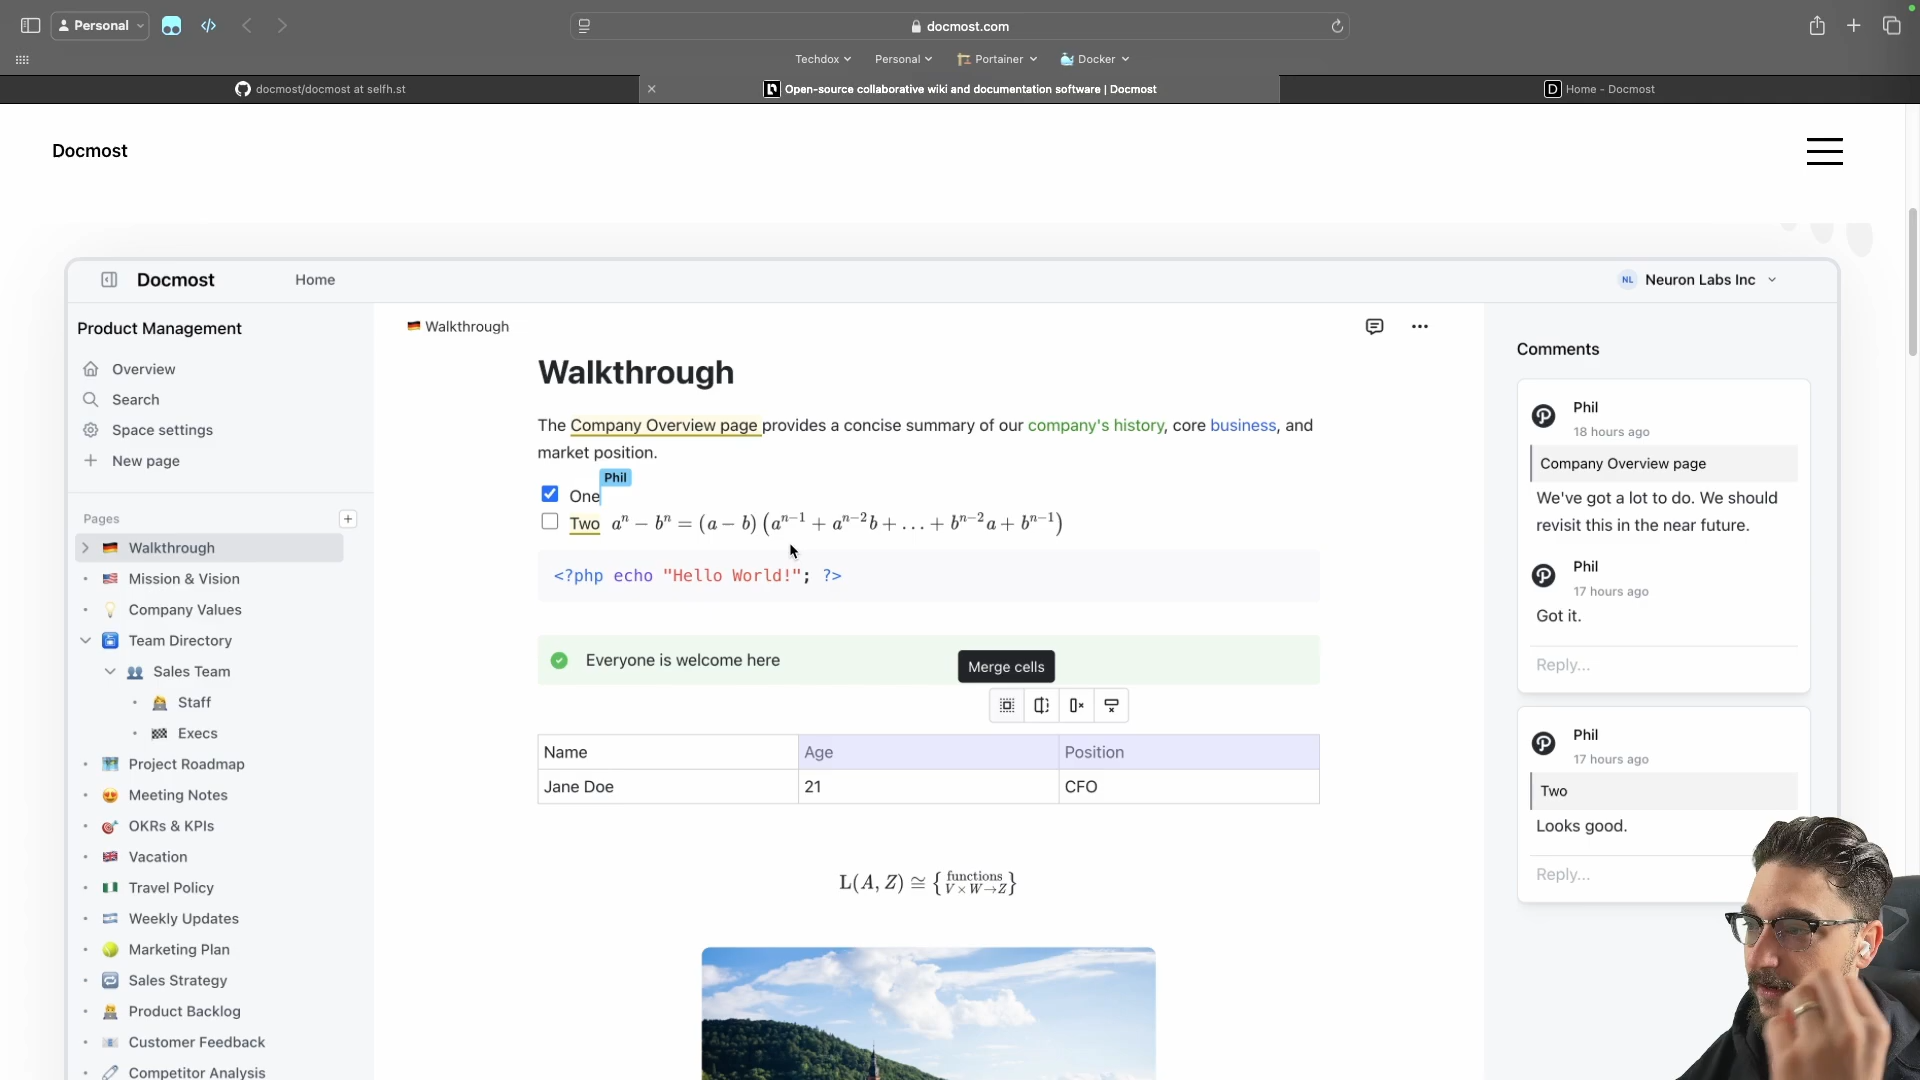 Personal
docmost.com
Techdox
Personal
Portainer
Docker
docmost/docmost at selfh.st
Open-source collaborative wiki and documentation software | Docmost
D Home - Docmost
Docmost
Docmost
Home
NL Neuron Labs Inc
Product Management
Overview
Search
Space settings
New page
Pages
Walkthrough
Mission & Vision
Company Values
Team Directory
Sales Team
Staff
Execs
Project Roadmap
Meeting Notes
OKRs & KPIs
Vacation
Travel Policy
Weekly Updates
Marketing Plan
Sales Strategy
Product Backlog
Customer Feedback
Competitor Analysis
Walkthrough
Walkthrough
The Company Overview page provides a concise summary of our company's history, core business, and
market position.
Phil
One
Two aⁿ − bⁿ = (a − b) (aⁿ⁻¹ + aⁿ⁻²b + . . . + bⁿ⁻²a + bⁿ⁻¹)
<?php echo "Hello World!"; ?>
Everyone is welcome here
Merge cells
Name Age Position
Jane Doe 21 CFO
L(A, Z) ≅ { functions
V × W → Z }
Comments
Phil
18 hours ago
Company Overview page
We've got a lot to do. We should
revisit this in the near future.
Phil
17 hours ago
Got it.
Reply...
Phil
17 hours ago
Two
Looks good.
Reply...